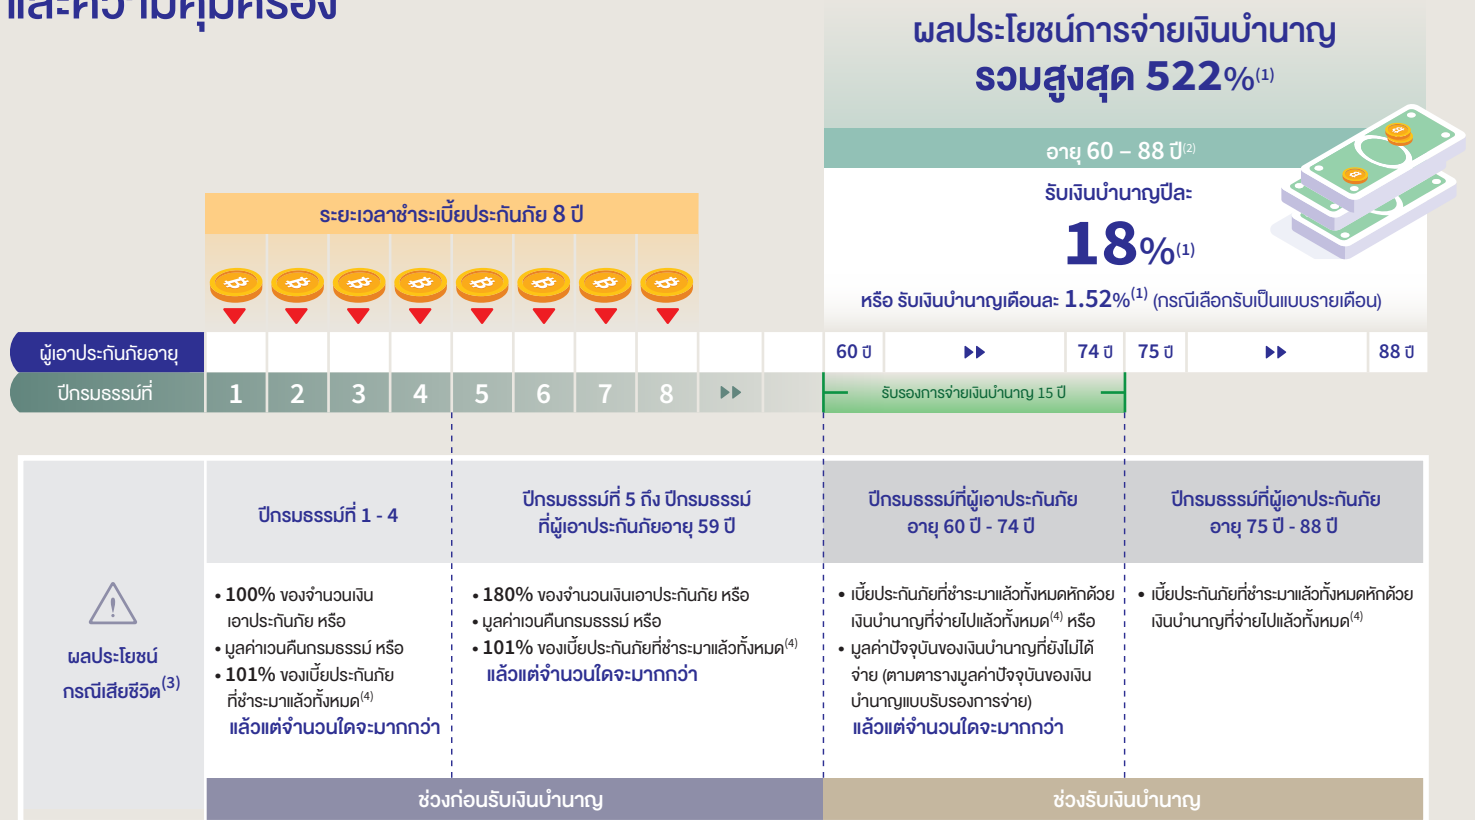 และความคุ้มครอง
ผลประโยชน์การจ่ายเงินบำนาญ
รวมสูงสุด 522%(1)
อายุ 60 – 88 ปี(2)
รับเงินบำนาญปีละ
18%(1)
หรือ รับเงินบำนาญเดือนละ 1.52%(1) (กรณีเลือกรับเป็นแบบรายเดือน)
ระยะเวลาชำระเบี้ยประกันภัย 8 ปี
ผู้เอาประกันภัยอายุ
60 ปี
74 ปี
75 ปี
88 ปี
ปีกรมธรรม์ที่
1 2 3 4 5 6 7 8
รับรองการจ่ายเงินบำนาญ 15 ปี
ผลประโยชน์
กรณีเสียชีวิต(3)
ปีกรมธรรม์ที่ 1 - 4
• 100% ของจำนวนเงิน
เอาประกันภัย หรือ
• มูลค่าเวนคืนกรมธรรม์ หรือ
• 101% ของเบี้ยประกันภัย
ที่ชำระมาแล้วทั้งหมด(4)
แล้วแต่จำนวนใดจะมากกว่า
ปีกรมธรรม์ที่ 5 ถึง ปีกรมธรรม์
ที่ผู้เอาประกันภัยอายุ 59 ปี
• 180% ของจำนวนเงินเอาประกันภัย หรือ
• มูลค่าเวนคืนกรมธรรม์ หรือ
• 101% ของเบี้ยประกันภัยที่ชำระมาแล้วทั้งหมด(4)
แล้วแต่จำนวนใดจะมากกว่า
ปีกรมธรรม์ที่ผู้เอาประกันภัย
อายุ 60 ปี - 74 ปี
• เบี้ยประกันภัยที่ชำระมาแล้วทั้งหมดหักด้วย
เงินบำนาญที่จ่ายไปแล้วทั้งหมด(4) หรือ
• มูลค่าปัจจุบันของเงินบำนาญที่ยังไม่ได้
จ่าย (ตามตารางมูลค่าปัจจุบันของเงิน
บำนาญแบบรับรองการจ่าย)
แล้วแต่จำนวนใดจะมากกว่า
ปีกรมธรรม์ที่ผู้เอาประกันภัย
อายุ 75 ปี - 88 ปี
• เบี้ยประกันภัยที่ชำระมาแล้วทั้งหมดหักด้วย
เงินบำนาญที่จ่ายไปแล้วทั้งหมด(4)
ช่วงก่อนรับเงินบำนาญ
ช่วงรับเงินบำนาญ